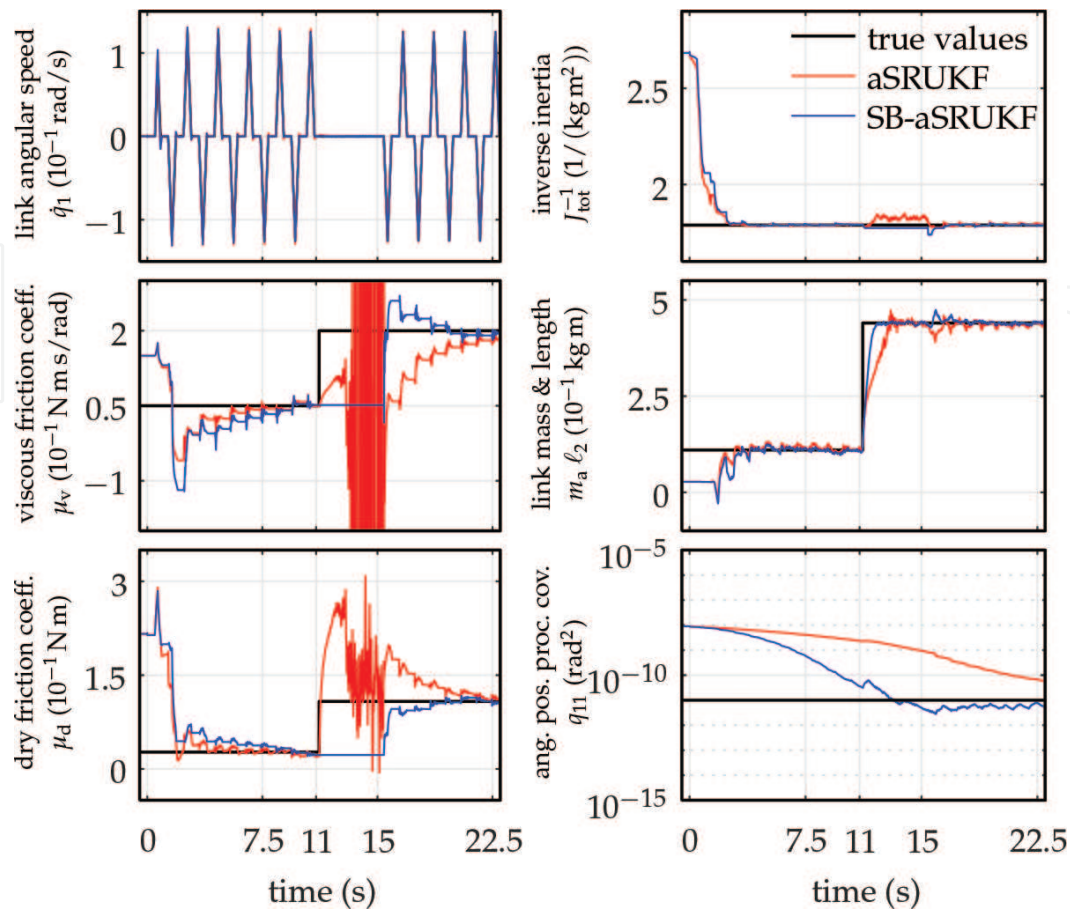 link angular speed
q̇₁ (10⁻¹ rad/s)
1
0
−1
inverse inertia
J⁻¹ₜₒₜ (1/(kg m²))
2.5
2
true values
aSRUKF
SB-aSRUKF
viscous friction coeff.
μᵥ (10⁻¹ N m s/rad)
2
0.5
−1
link mass & length
mₐ ℓ₂ (10⁻¹ kg m)
5
2.5
0
dry friction coeff.
μ_d (10⁻¹ N m)
3
1.5
0
ang. pos. proc. cov.
q₁₁ (rad²)
10⁻⁵
10⁻¹⁰
10⁻¹⁵
0 7.5 11 15 22.5
time (s)
0 7.5 11 15 22.5
time (s)